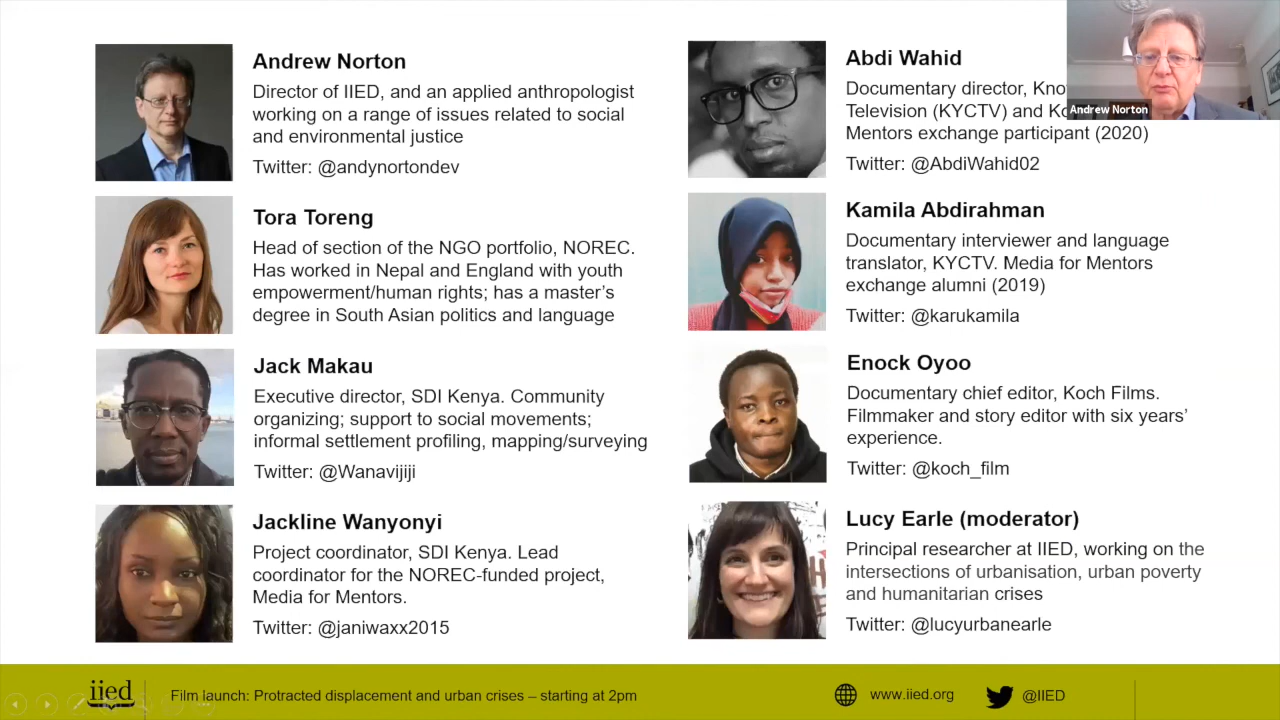 Andrew Norton
Director of IIED, and an applied anthropologist
working on a range of issues related to social
and environmental justice
Twitter: @andynortondev
Tora Toreng
Head of section of the NGO portfolio, NOREC.
Has worked in Nepal and England with youth
empowerment/human rights; has a master's
degree in South Asian politics and language
Jack Makau
Executive director, SDI Kenya. Community
organizing; support to social movements;
informal settlement profiling, mapping/surveying
Twitter: @Wanavijiji
Jackline Wanyonyi
Project coordinator, SDI Kenya. Lead
coordinator for the NOREC-funded project,
Media for Mentors.
Twitter: @janiwaxx2015
Abdi Wahid
Documentary director,
Television (KYCTV) and
Mentors exchange participant (2020)
Twitter: @AbdiWahid02
Andrew Norton
Kamila Abdirahman
Documentary interviewer and language
translator, KYCTV. Media for Mentors
exchange alumni (2019)
Twitter: @karukamila
Enock Oyoo
Documentary chief editor, Koch Films.
Filmmaker and story editor with six years'
experience.
Twitter: @koch_film
Lucy Earle (moderator)
Principal researcher at IIED, working on the
intersections of urbanisation, urban poverty
and humanitarian crises
Twitter: @lucyurbanearle
iied
Film launch: Protracted displacement and urban crises – starting at 2pm
www.iied.org
@IIED